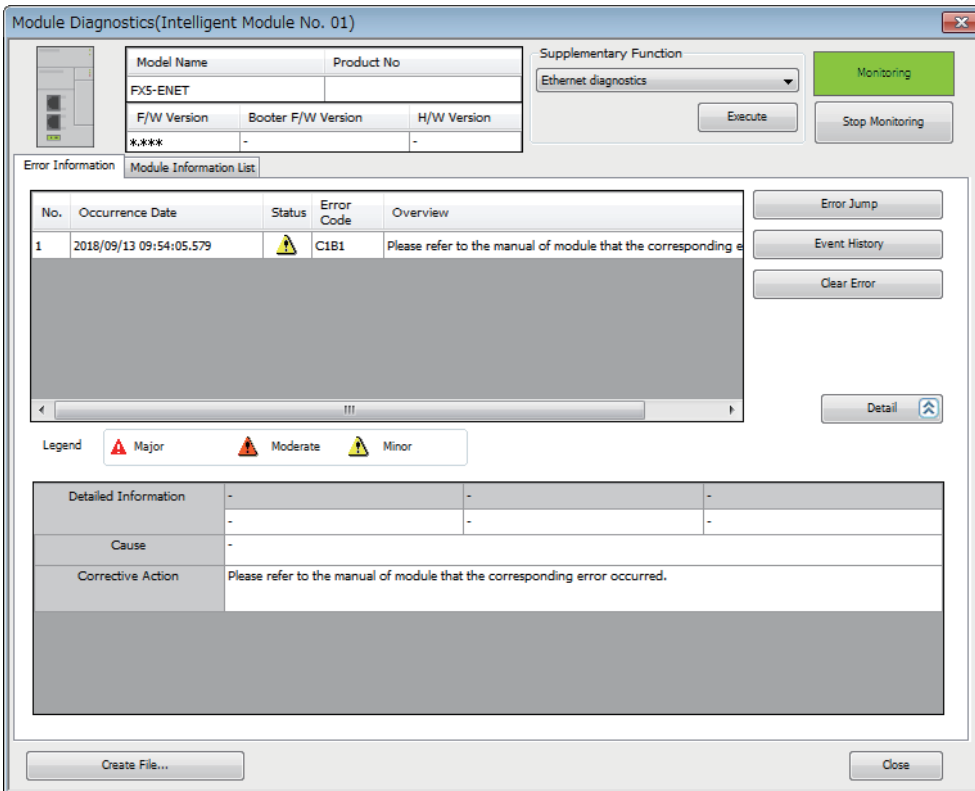 Module Diagnostics(Intelligent Module No. 01)
Model Name Product No
FX5-ENET
F/W Version Booter F/W Version H/W Version
*.*** - -
Supplementary Function
Ethernet diagnostics
Execute
Monitoring
Stop Monitoring
Error Information Module Information List
No. Occurrence Date Status Error Code Overview
1 2018/09/13 09:54:05.579 C1B1 Please refer to the manual of module that the corresponding e
Error Jump
Event History
Clear Error
Detail
Legend Major Moderate Minor
Detailed Information - - -
- - -
Cause -
Corrective Action Please refer to the manual of module that the corresponding error occurred.
Create File... Close